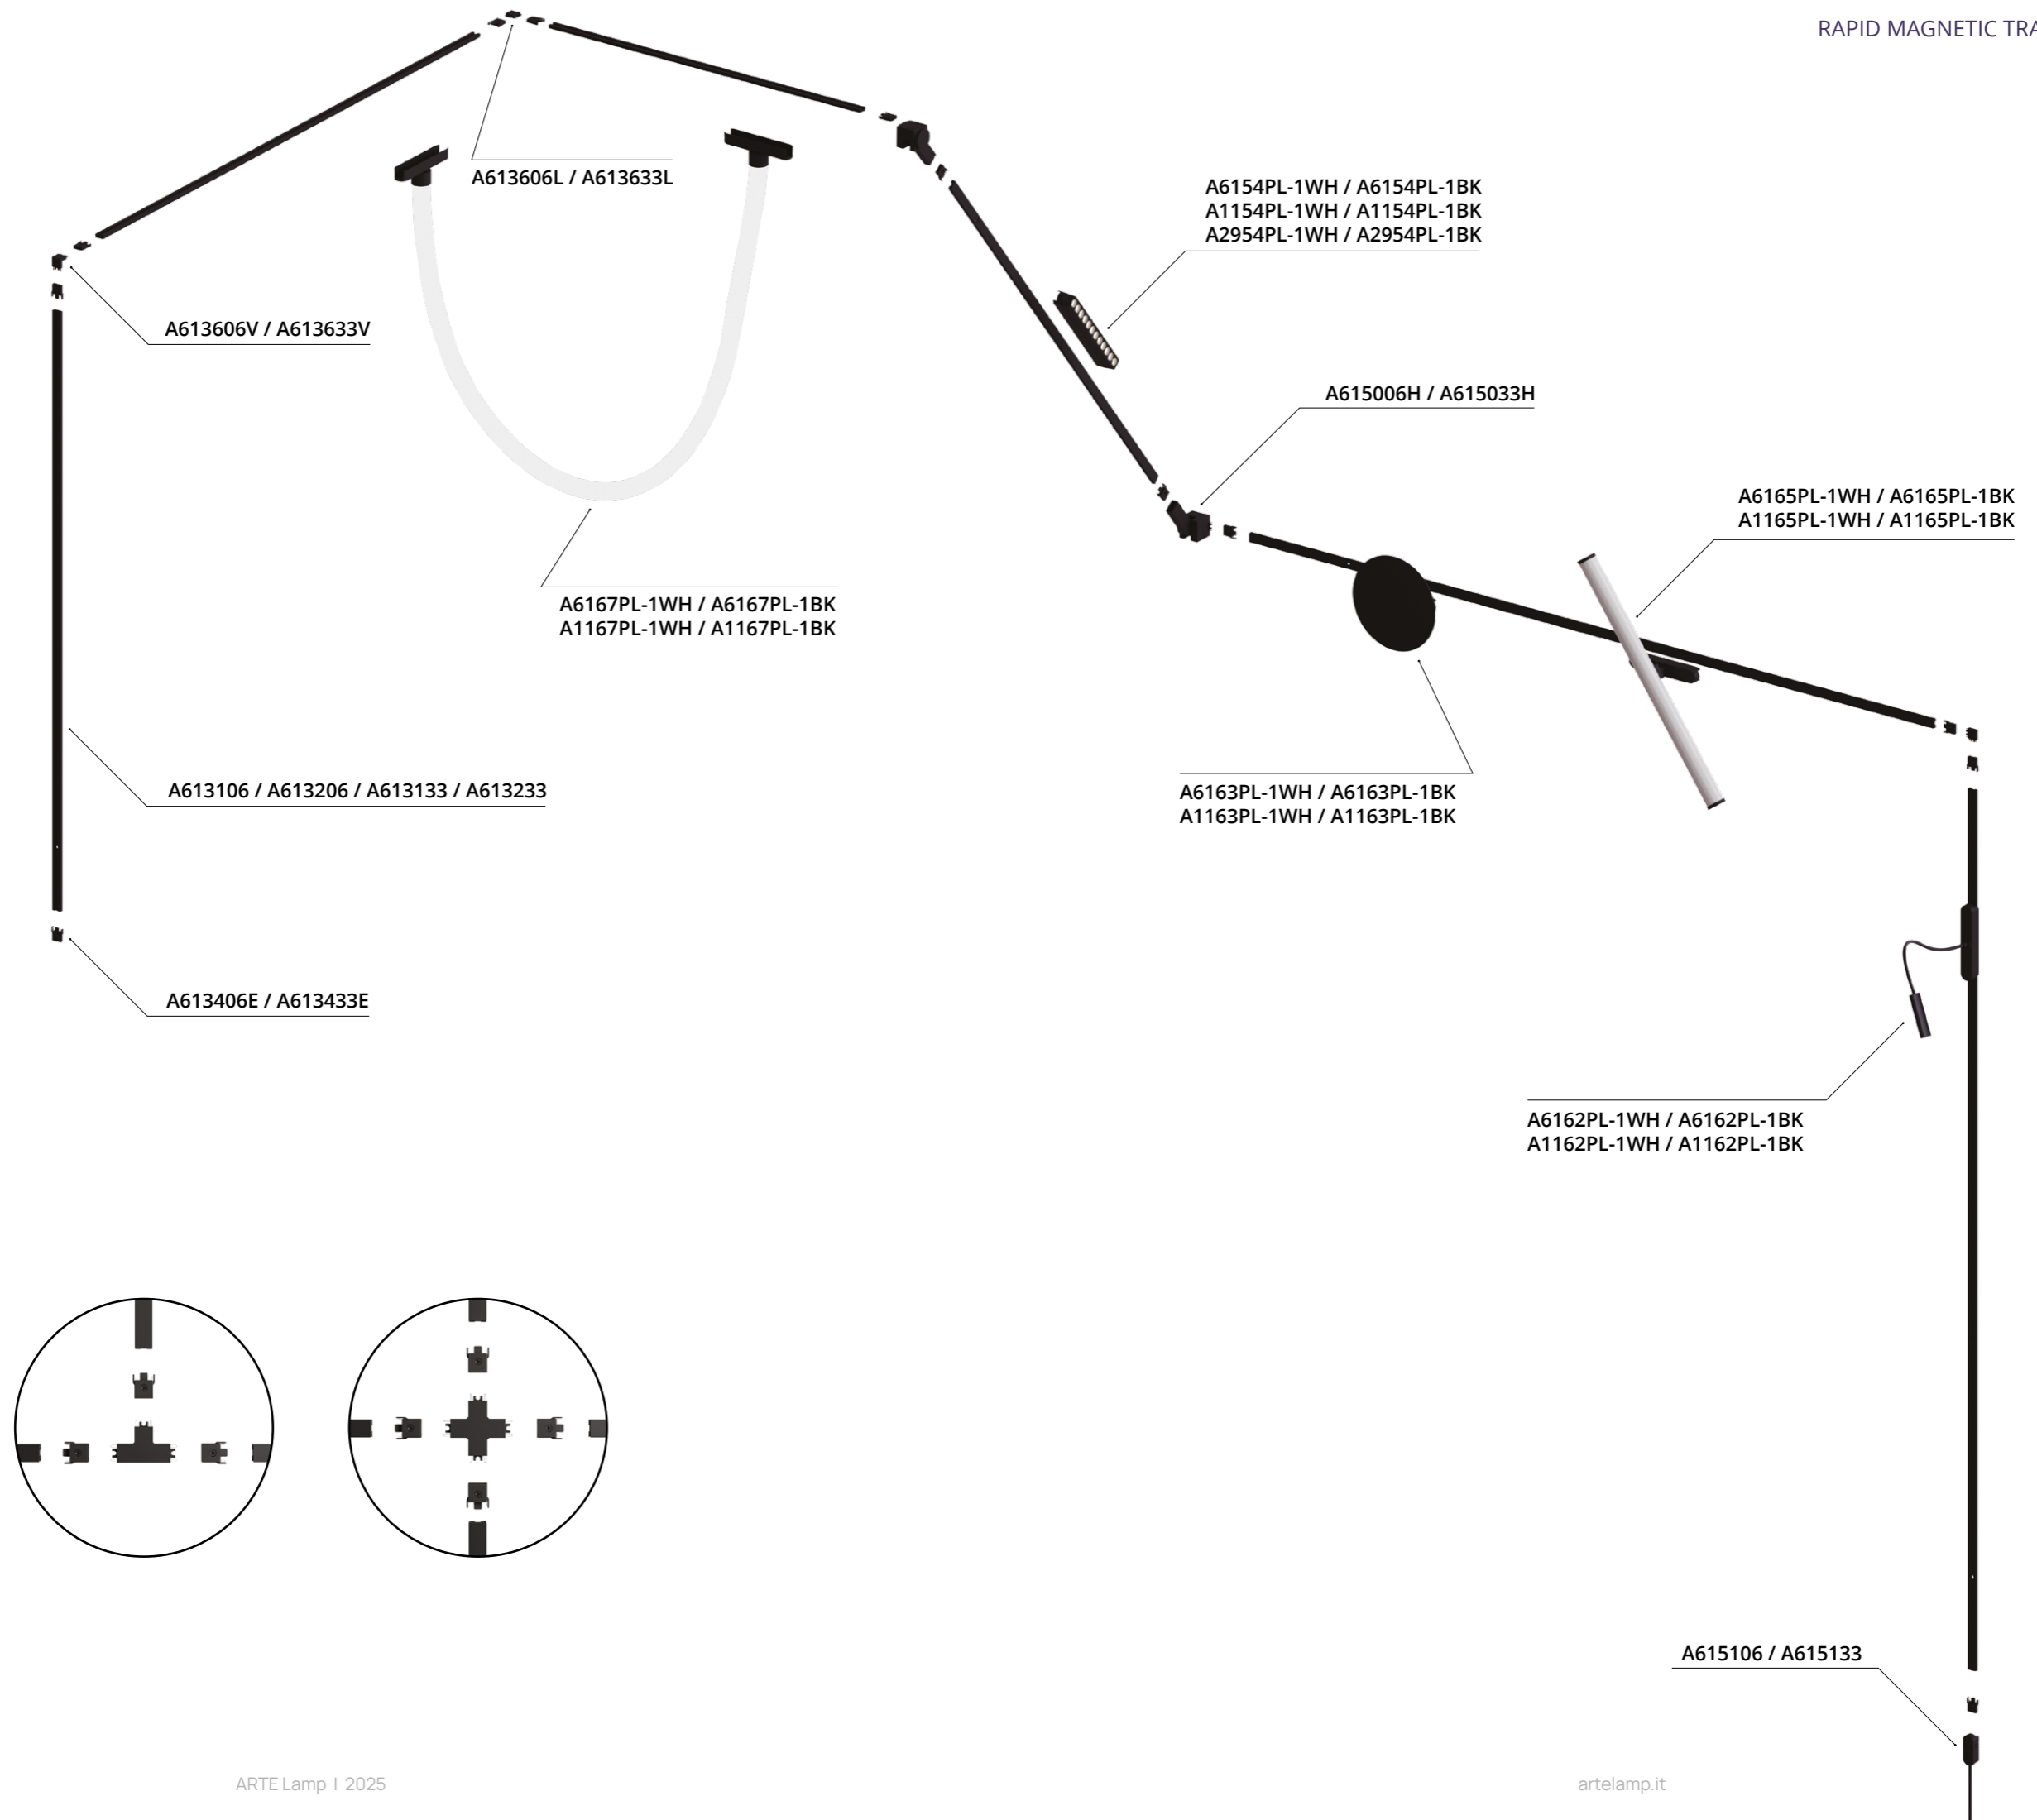 RAPID MAGNETIC
A613606L / A613633L
A6154PL-1WH / A6154PL-1BK
A1154PL-1WH / A1154PL-1BK
A2954PL-1WH / A2954PL-1BK
A613606V / A613633V
A615006H / A615033H
A6165PL-1WH / A6165PL-1BK
A1165PL-1WH / A1165PL-1BK
A6167PL-1WH / A6167PL-1BK
A1167PL-1WH / A1167PL-1BK
A613106 / A613206 / A613133 / A613233
A6163PL-1WH / A6163PL-1BK
A1163PL-1WH / A1163PL-1BK
A613406E / A613433E
A6162PL-1WH / A6162PL-1BK
A1162PL-1WH / A1162PL-1BK
A615106 / A615133
ARTE Lamp | 2025
artelamp.it